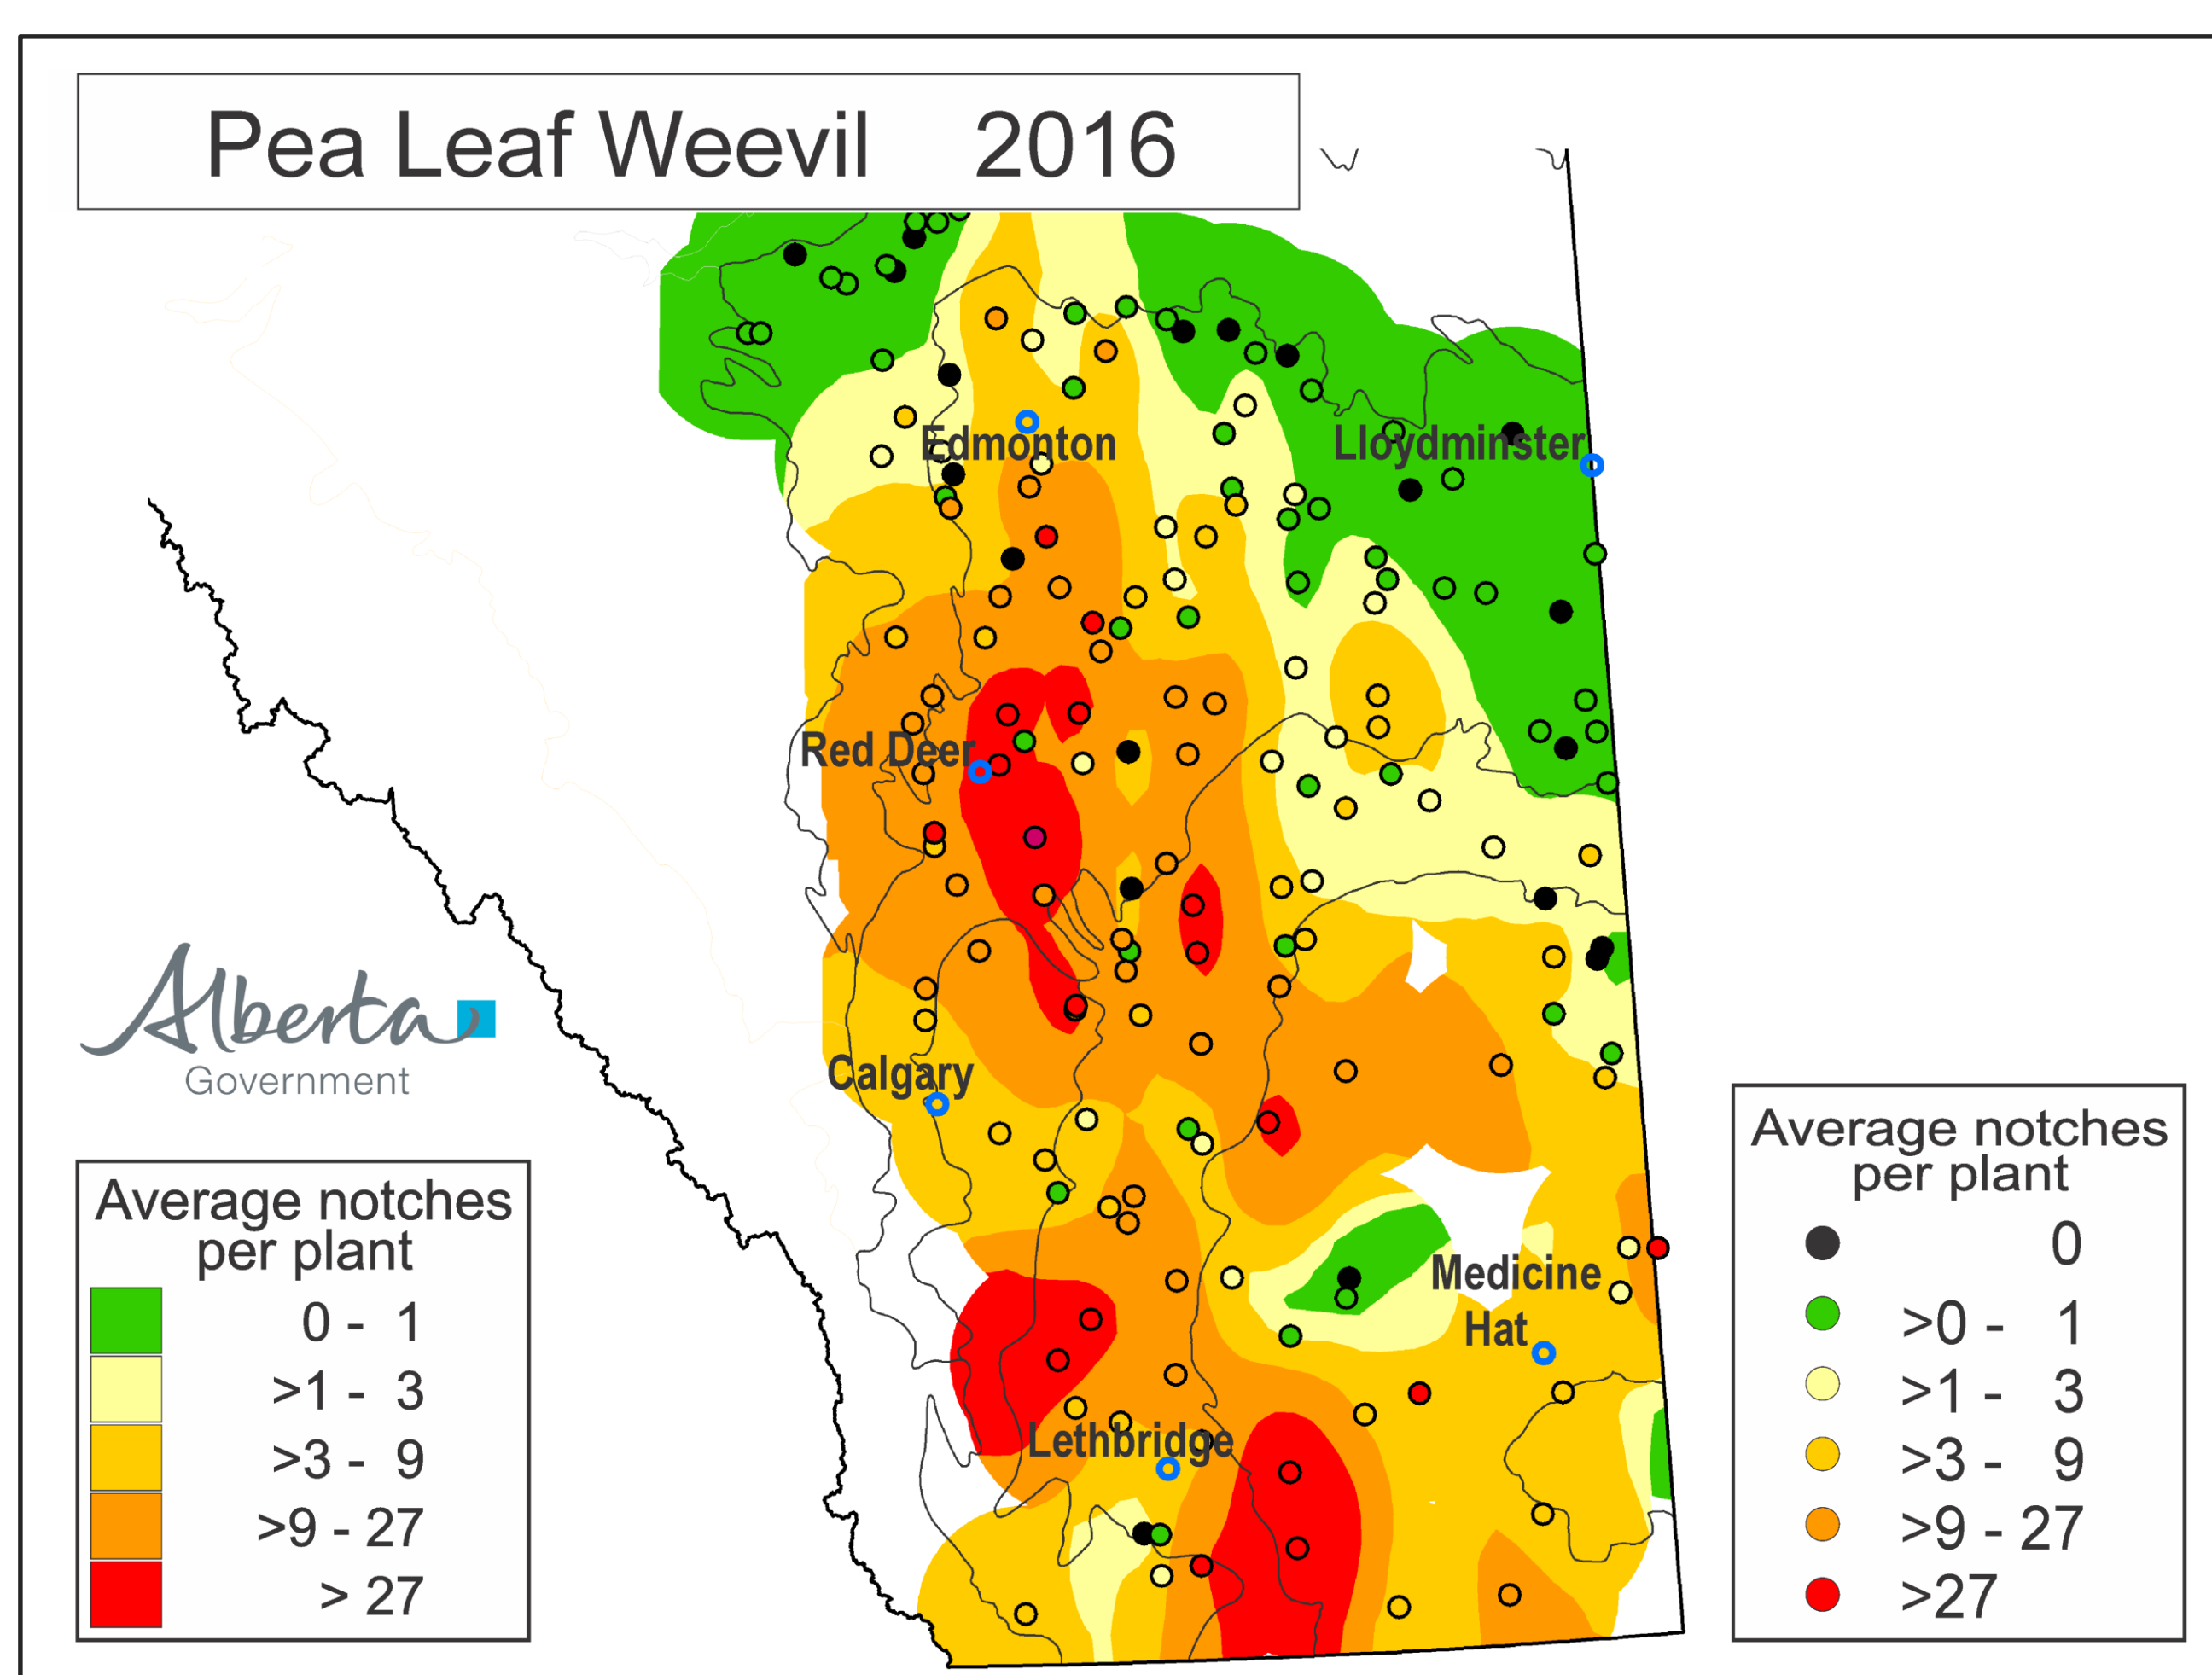 Pea Leaf Weevil 2016
Edmonton
Lloydminster
Red Deer
Calgary
Medicine
Hat
Lethbridge
Alberta
Government
Average notches
per plant
0 - 1
>1 - 3
>3 - 9
>9 - 27
> 27
Average notches
per plant
0
>0 - 1
>1 - 3
>3 - 9
>9 - 27
>27